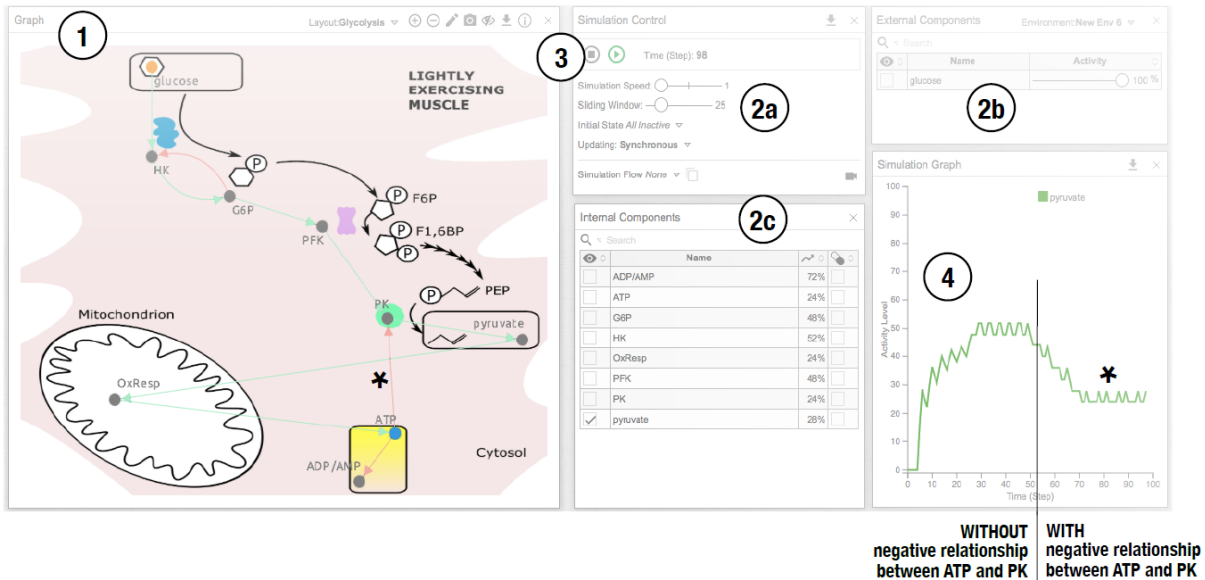 Graph
Layout:Glycolysis
1
glucose
LIGHTLY
EXERCISING
MUSCLE
HK
P
G6P
P
F6P
PFK
P
F1,6BP
P
P
PEP
PK
pyruvate
Mitochondrion
OxResp
*
ATP
ADP/AMP
Cytosol
Simulation Control
3
Time (Step): 98
Simulation Speed: 1
Sliding Window: 25
2a
Initial State All Inactive
Updating: Synchronous
Simulation Flow None
Internal Components
2c
Search
Name
ADP/AMP 72%
ATP 24%
G6P 48%
HK 52%
OxResp 24%
PFK 48%
PK 24%
pyruvate 28%
External Components Environment:New Env 6
Search
Name Activity
glucose 100 %
2b
Simulation Graph
pyruvate
4
*
Activity Level
100
90
80
70
60
50
40
30
20
10
0
0 10 20 30 40 50 60 70 80 90 100
Time (Step)
WITHOUT
negative relationship
between ATP and PK
WITH
negative relationship
between ATP and PK